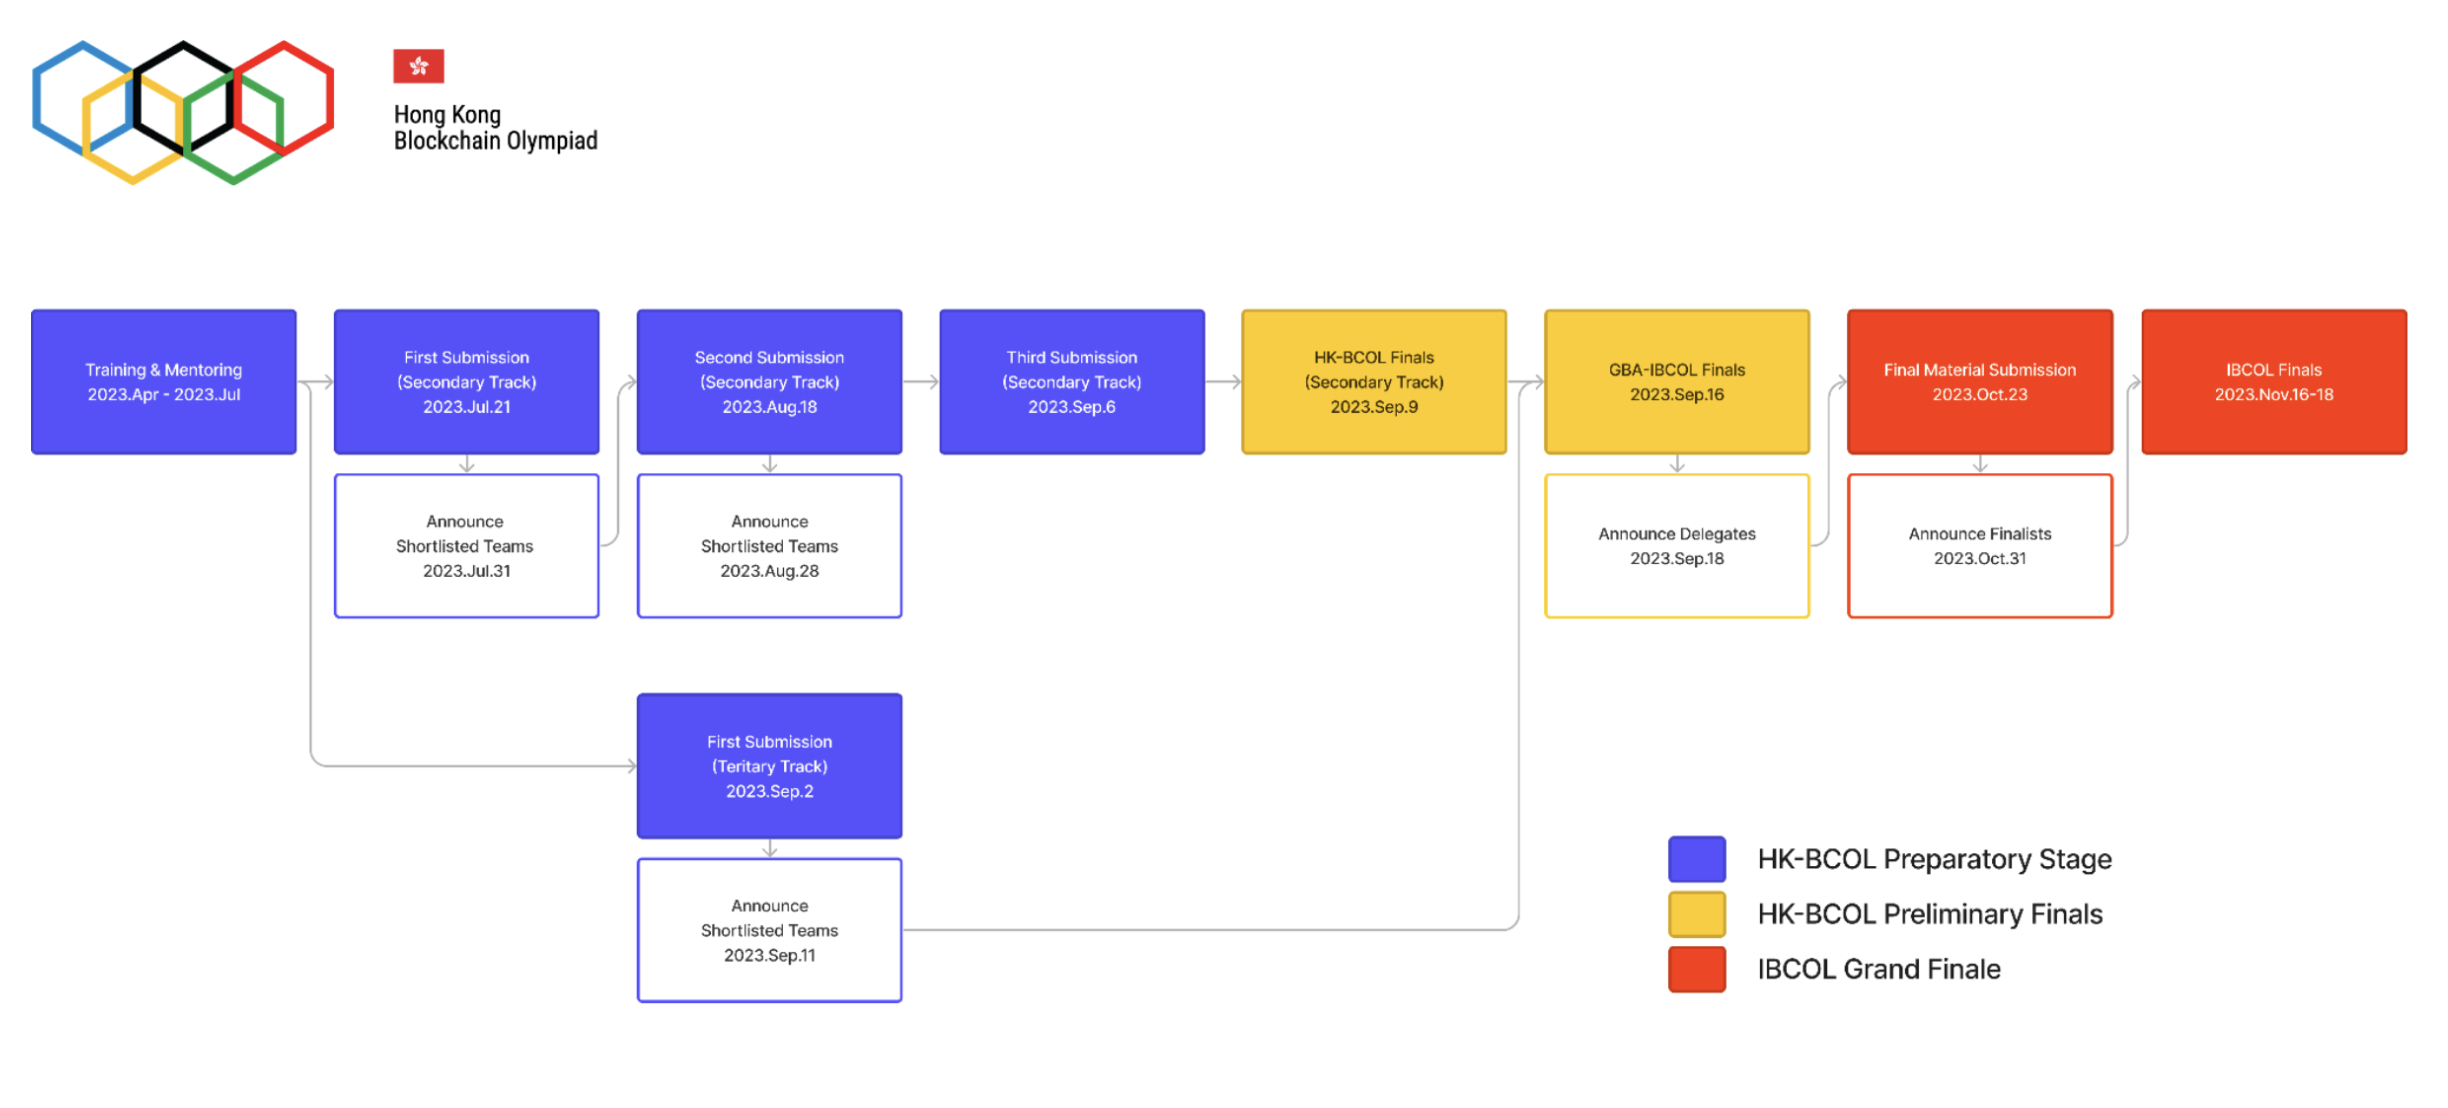 Hong Kong
Blockchain Olympiad
Training & Mentoring
2023.Apr - 2023.Jul
First Submission
(Secondary Track)
2023.Jul.21
Second Submission
(Secondary Track)
2023.Aug.18
Third Submission
(Secondary Track)
2023.Sep.6
HK-BCOL Finals
(Secondary Track)
2023.Sep.9
GBA-IBCOL Finals
2023.Sep.16
Final Material Submission
2023.Oct.23
IBCOL Finals
2023.Nov.16-18
Announce
Shortlisted Teams
2023.Jul.31
Announce
Shortlisted Teams
2023.Aug.28
Announce Delegates
2023.Sep.18
Announce Finalists
2023.Oct.31
First Submission
(Teritary Track)
2023.Sep.2
Announce
Shortlisted Teams
2023.Sep.11
HK-BCOL Preparatory Stage
HK-BCOL Preliminary Finals
IBCOL Grand Finale